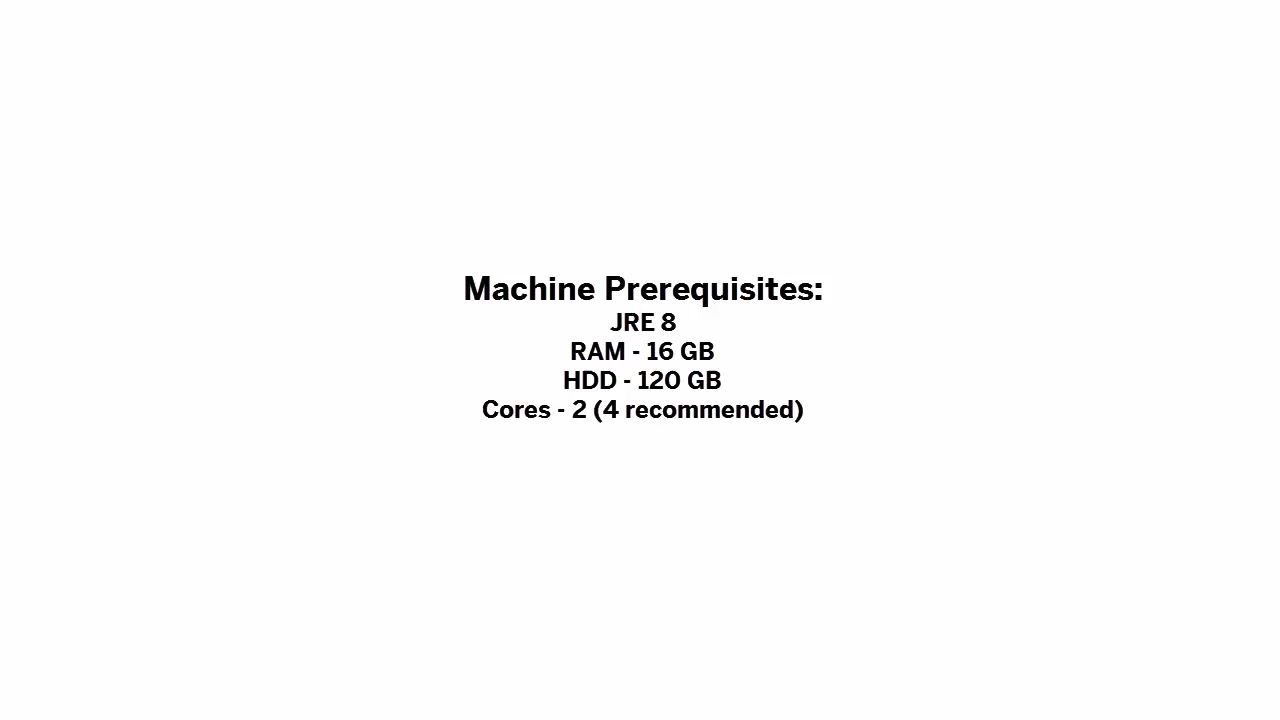 Machine Prerequisites:
JRE 8
RAM - 16 GB
HDD - 120 GB
Cores - 2 (4 recommended)